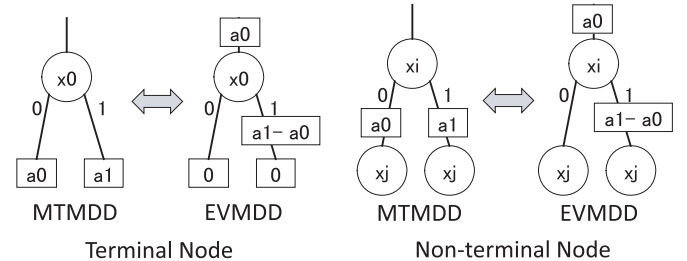 a0
a0
x0
x0
xi
xi
0
1
0
1
0
1
0
1
a1- a0
a0
a1
a1- a0
a0
a1
0
0
xj
xj
xj
xj
MTMDD
EVMDD
MTMDD
EVMDD
Terminal Node
Non-terminal Node